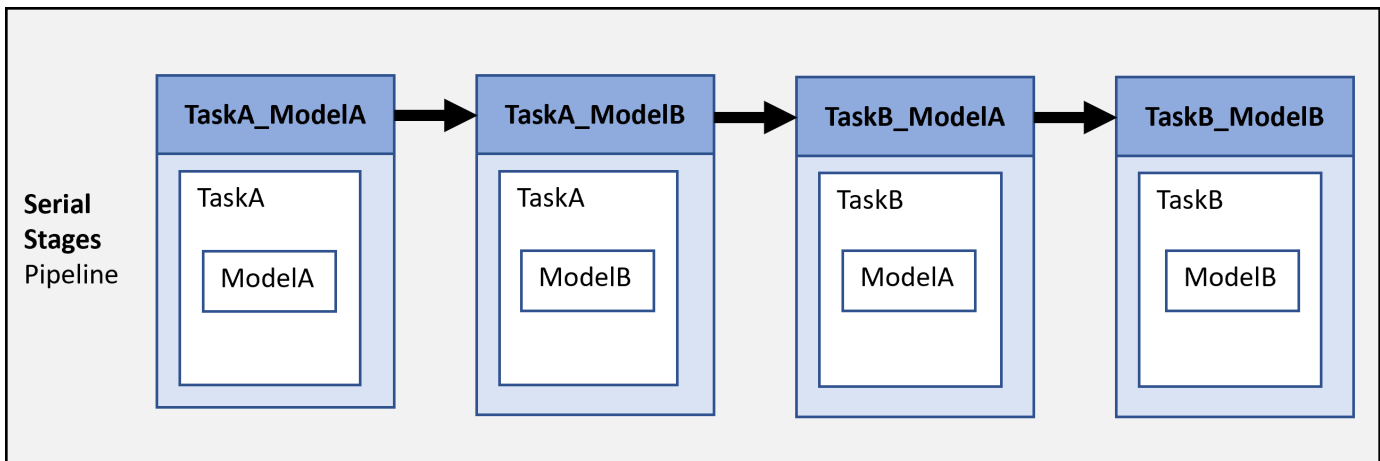 TaskA_ModelA
TaskA_ModelB
TaskB_ModelA
TaskB_ModelB
Serial
Stages
Pipeline
TaskA
ModelA
TaskA
ModelB
TaskB
ModelA
TaskB
ModelB